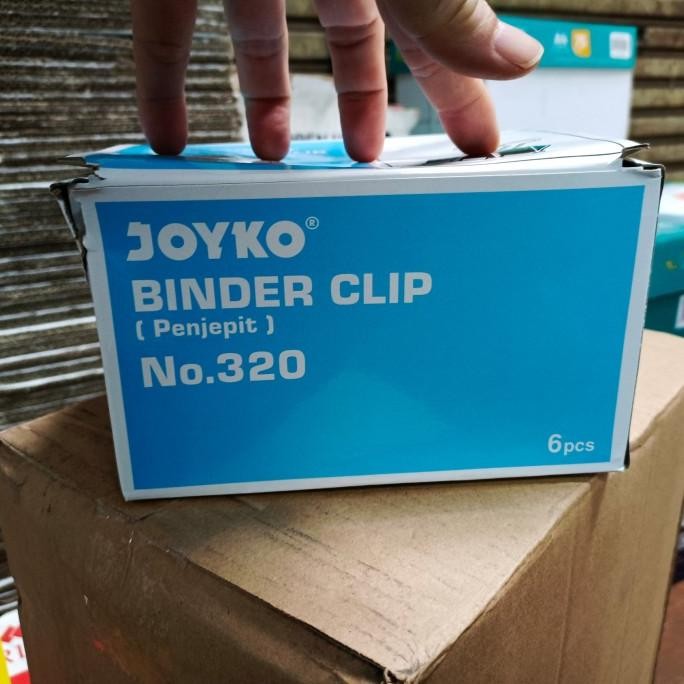 JOYKO®
BINDER CLIP
( Penjepit )
No.320
6pcs